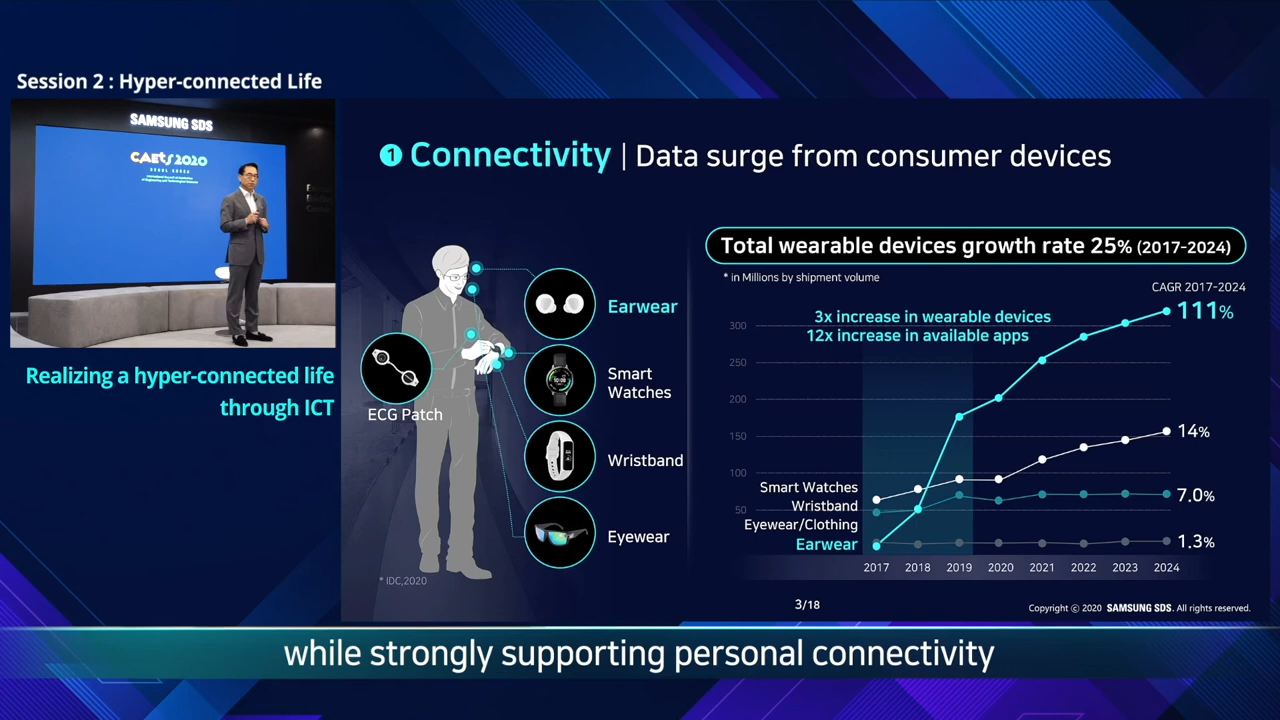 Session 2 : Hyper-connected Life
SAMSUNG SDS
CAETS 2020
SEOUL KOREA
Realizing a hyper-connected life
through ICT
1 Connectivity | Data surge from consumer devices
Earwear
Smart
Watches
Wristband
Eyewear
ECG Patch
* IDC,2020
Total wearable devices growth rate 25% (2017-2024)
* in Millions by shipment volume
CAGR 2017-2024
3x increase in wearable devices
12x increase in available apps
300
250
200
150
100
50
111%
14%
7.0%
1.3%
Smart Watches
Wristband
Eyewear/Clothing
Earwear
2017 2018 2019 2020 2021 2022 2023 2024
3/18
Copyright ⓒ 2020 SAMSUNG SDS. All rights reserved.
while strongly supporting personal connectivity